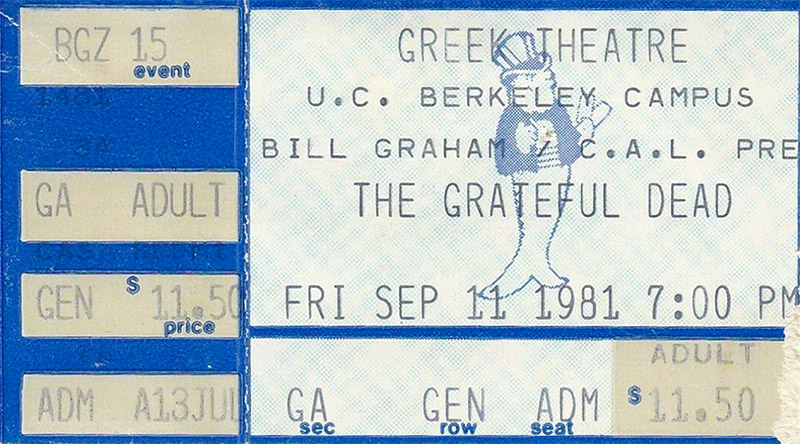 BGZ 15
event
1481
GA ADULT
GEN $ 11.50
price
ADM A13JUL
GREEK THEATRE
U.C. BERKELEY CAMPUS
BILL GRAHAM / C.A.L. PRE
THE GRATEFUL DEAD
FRI SEP 11 1981 7:00 PM
ADULT
GA GEN ADM $11.50
sec row seat